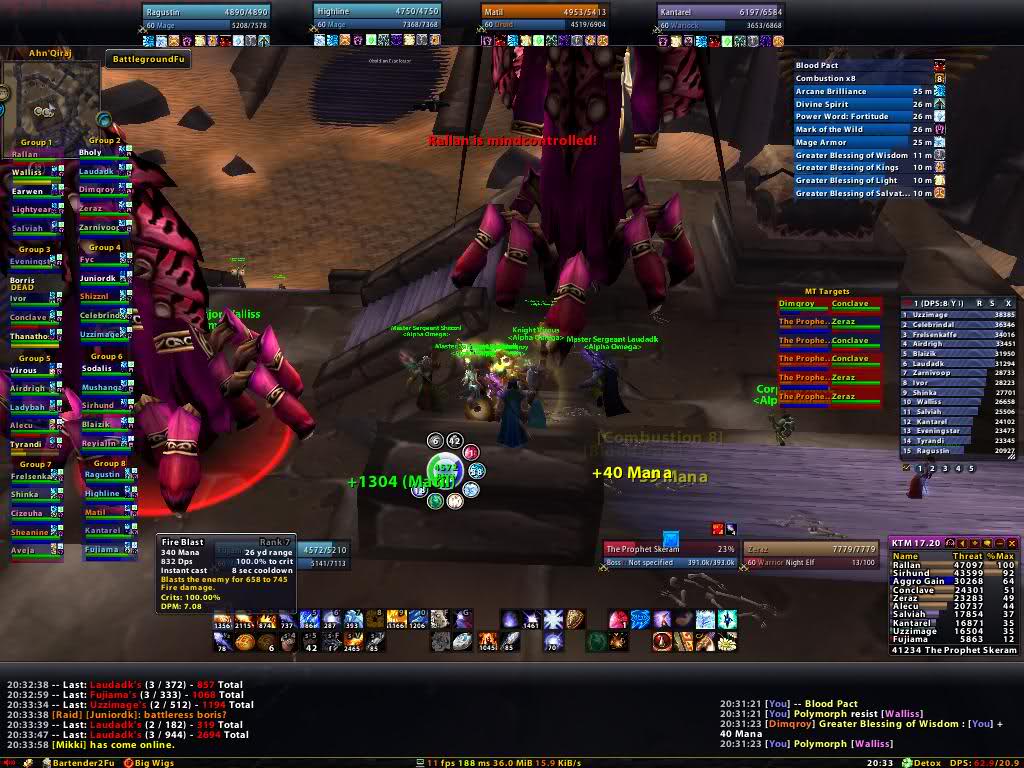 Ragustin 4890/4890
60 Mage 5208/7578
Highline 4750/4750
60 Mage 7368/7368
Matil 4953/5413
60 Druid 4519/6904
Kantarel 6197/6584
60 Warlock 3653/6868
Ahn'Qiraj
BattlegroundFu
Rallan is mindcontrolled!
Blood Pact
Combustion x8
Arcane Brilliance 55 m
Divine Spirit 26 m
Power Word: Fortitude 26 m
Mark of the Wild 26 m
Mage Armor 25 m
Greater Blessing of Wisdom 11 m
Greater Blessing of Kings 10 m
Greater Blessing of Light 10 m
Greater Blessing of Salvat... 10 m
Group 1
Rallan
Walliss
Earwen
Lightyear
Salviah
Group 2
Bholy
Laudadk
Dimqroy
Zeraz
Zarnivoop
Group 3
Evenings
Borris
DEAD
Ivor
Conclave
Thanatho
Group 4
Fyc
Juniordk
Shizznl
Celebrind
Uzzimage
Group 5
Virous
Airdrigh
Ladybah
Alecu
Tyrandi
Group 6
Sodalis
Mushanga
Sirhund
Blaizik
Reyialin
Group 7
Frelsenka
Shinka
Cizeuha
Sheanine
Aveja
Group 8
Ragustin
Highline
Matil
Kantarel
Fujiama
jor Walliss
Master Sergeant Shizznl
<Alpha Omega>
Knight Virous
<Alpha Omega>
Master Sergeant Laudadk
<Alpha Omega>
Cor
<Alp
MT Targets
Dimqroy Conclave
The Prophe.. Zeraz
The Prophe.. Conclave
The Prophe.. Conclave
The Prophe.. Zeraz
The Prophe.. Zeraz
1 (DPS:8(Y I) R S X
1 Uzzimage 38385
2 Celebrindal 36346
3 Frelsenkaffe 34016
4 Airdrigh 33451
5 Blaizik 31950
6 Laudadk 31294
7 Zarnivoop 28733
8 Ivor 28223
9 Shinka 27701
10 Walliss 26658
11 Salviah 25506
12 Kantarel 24102
13 Eveningstar 23473
14 Tyrandi 23345
15 Ragustin 20927
1 2 3 4 5
[Combustion 8]
+1304 (Matil)
6 42
4572
58
+40 Mana
Mana
Fire Blast Rank 7
340 Mana 26 yd range
832 Dps 100.0% to crit
Instant cast 8 sec cooldown
Blasts the enemy for 658 to 745
Fire damage.
Crits: 100.00%
DPM: 7.08
4572/5210
5141/7113
The Prophet Skeram 23%
Boss : Not specified 391.0k/393.0k
Zeraz 7779/7779
60 Warrior Night Elf 13/100
KTM 17.20
Name Threat %Max
Rallan 47097 100
Sirhund 43599 92
Aggro Gain 30268 64
Conclave 24301 51
Zeraz 23283 49
Alecu 20737 44
Salviah 17854 37
Kantarel 16871 35
Uzzimage 16504 35
Fujiama 5863 12
41234 The Prophet Skeram
20:32:38 -- Last: Laudadk's (3 / 372) - 857 Total
20:32:59 -- Last: Fujiama's (3 / 333) - 1068 Total
20:33:34 -- Last: Uzzimage's (2 / 512) - 1194 Total
20:33:38 [Raid] [Juniordk]: battleress boris?
20:33:39 -- Last: Laudadk's (2 / 182) - 319 Total
20:33:47 -- Last: Laudadk's (3 / 944) - 2694 Total
20:33:58 [Mikki] has come online.
20:31:21 [You] -- Blood Pact
20:31:21 [You] Polymorph resist [Walliss]
20:31:23 [Dimqroy] Greater Blessing of Wisdom : [You] +
40 Mana
20:31:23 [You] Polymorph [Walliss]
Bartender2Fu Big Wigs
11 fps 188 ms 36.0 MiB 15.9 KiB/s
20:33 Detox DPS: 62.9/20.9